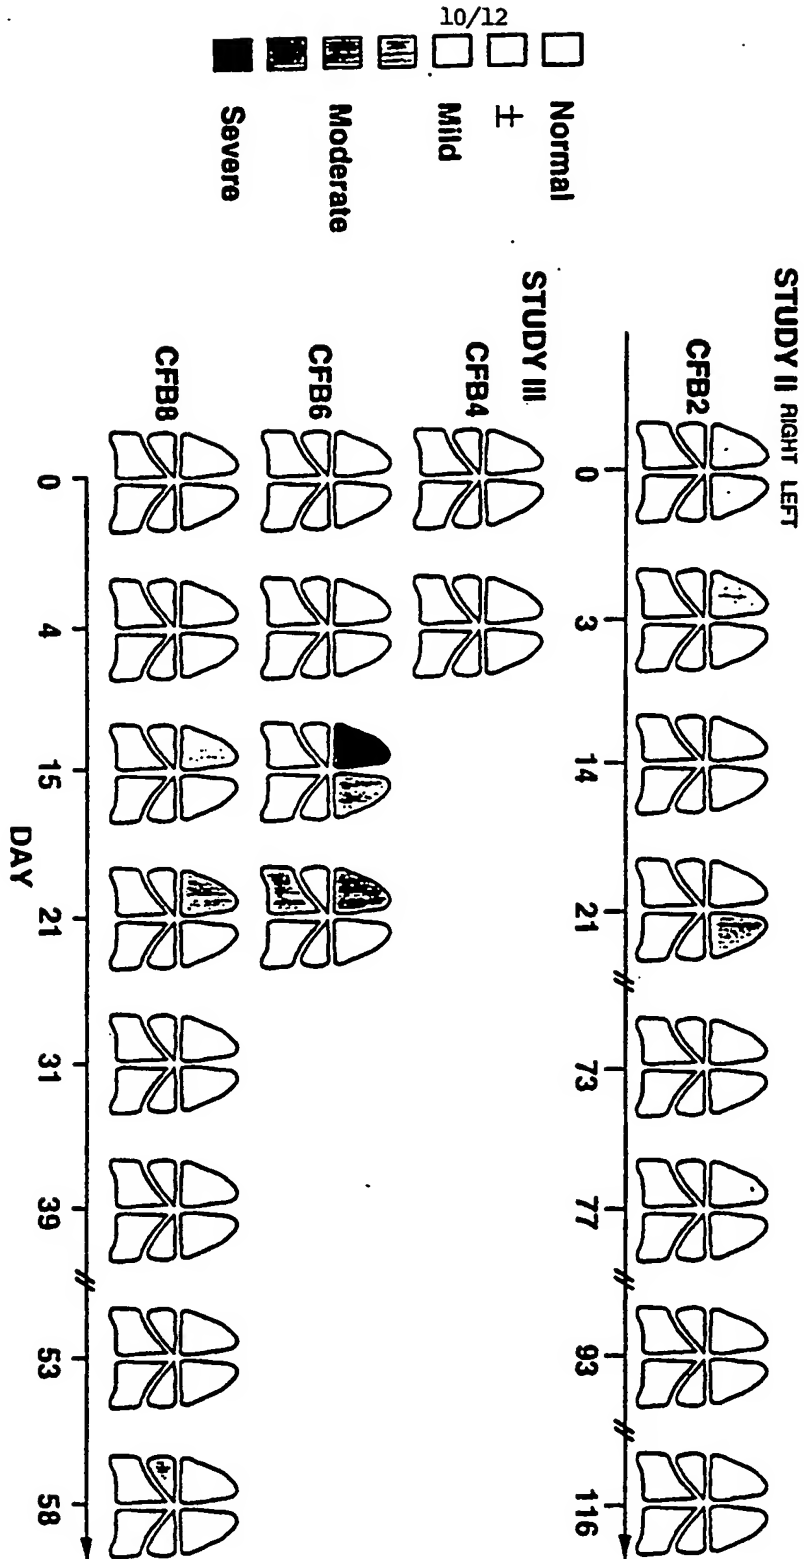 10/12
Normal
±
Mild
Moderate
Severe
STUDY II RIGHT LEFT
CFB2
0 3 14 21 73 77 93 116
STUDY III
CFB4
CFB6
CFB8
0 4 15 21 31 39 53 58
DAY